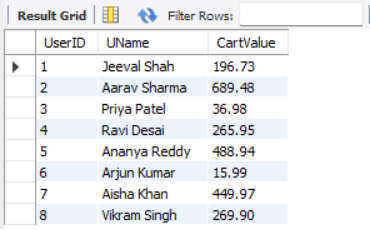 Result Grid Filter Rows:
UserID UName CartValue
1 Jeeval Shah 196.73
2 Aarav Sharma 689.48
3 Priya Patel 36.98
4 Ravi Desai 265.95
5 Ananya Reddy 488.94
6 Arjun Kumar 15.99
7 Aisha Khan 449.97
8 Vikram Singh 269.90